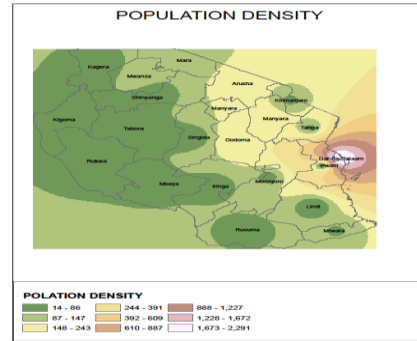 POPULATION DENSITY
Kagera
Mara
Mwanza
Arusha
Shinyanga
Kilimanjaro
Manyara
Manyara
Kigoma
Tabora
Tanga
Singida
Dodoma
Dar-Es-Salaam
Rukwa
Pwani
Mbeya
Iringa
Morogoro
Lindi
Ruvuma
Mtwara
POLATION DENSITY
14 - 86
244 - 391
888 - 1,227
87 - 147
392 - 609
1,228 - 1,672
148 - 243
610 - 887
1,673 - 2,291